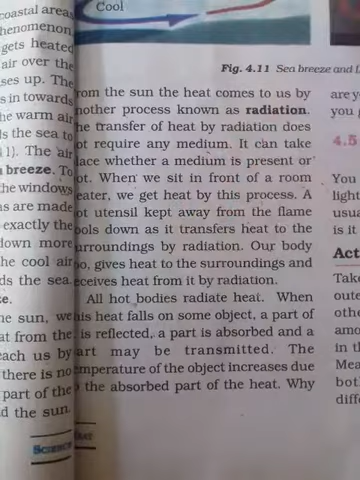 Cool
Fig. 4.11 Sea breeze and
rom the sun the heat comes to us by
nother process known as radiation.
he transfer of heat by radiation does
ot require any medium. It can take
lace whether a medium is present or
ot. When we sit in front of a room
eater, we get heat by this process. A
ot utensil kept away from the flame
ools down as it transfers heat to the
urroundings by radiation. Our body
oo, gives heat to the surroundings and
eceives heat from it by radiation.
All hot bodies radiate heat. When
his heat falls on some object, a part of
is reflected, a part is absorbed and a
art may be transmitted. The
emperature of the object increases due
the absorbed part of the heat. Why
coastal areas
henomenon
gets heated
air over the
ses up. The
s in towards
he warm air
ds the sea to
11). The air
breeze. To
the windows
as are made
exactly the
down more
he cool air
ds the sea
ze.
he sun, we
at from the
each us by
there is no
part of the
d the sun.
SCIENCE
EAT
are y
you g
4.5
You
light
usua
is it
Act
Take
oute
othe
amo
in th
Mea
bot
diffe